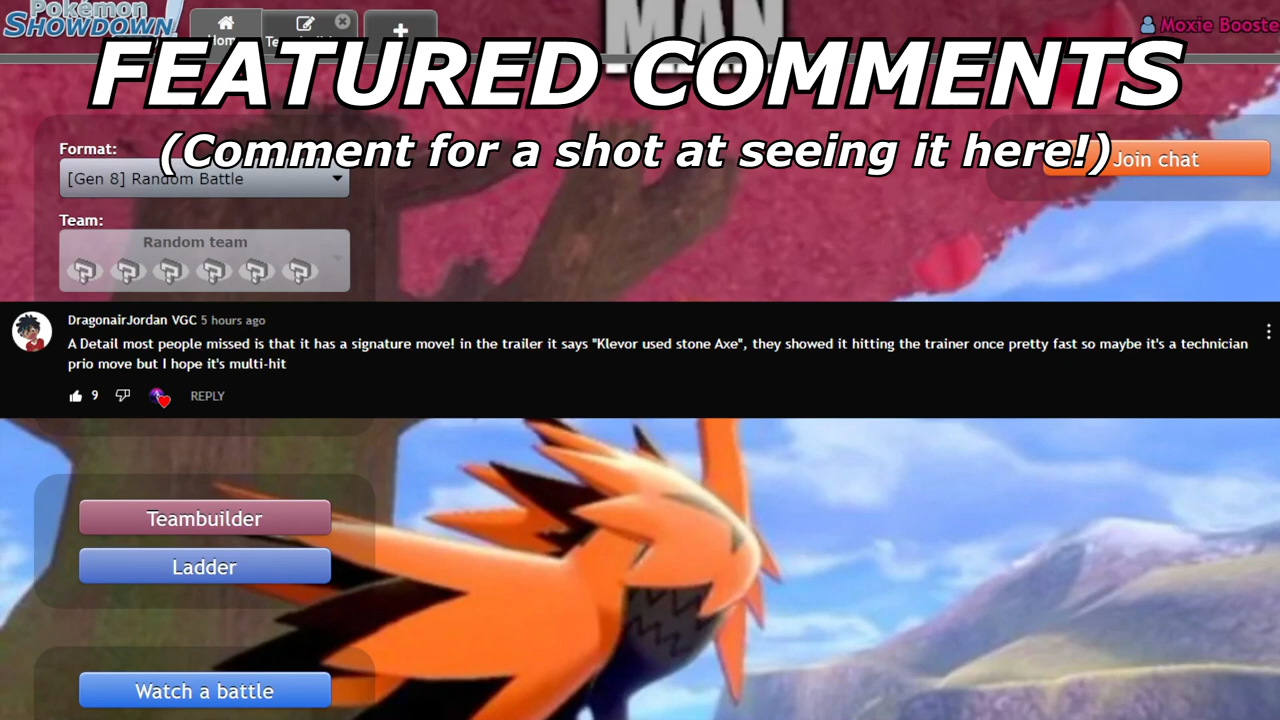 Pokémon
SHOWDOWN!
Home
MAN
Moxie Booste
FEATURED COMMENTS
(Comment for a shot at seeing it here!)
Format:
[Gen 8] Random Battle
Join chat
Team:
Random team
DragonairJordan VGC 5 hours ago
A Detail most people missed is that it has a signature move! in the trailer it says "Klevor used stone Axe", they showed it hitting the trainer once pretty fast so maybe it's a technician
prio move but I hope it's multi-hit
9 REPLY
Teambuilder
Ladder
Watch a battle